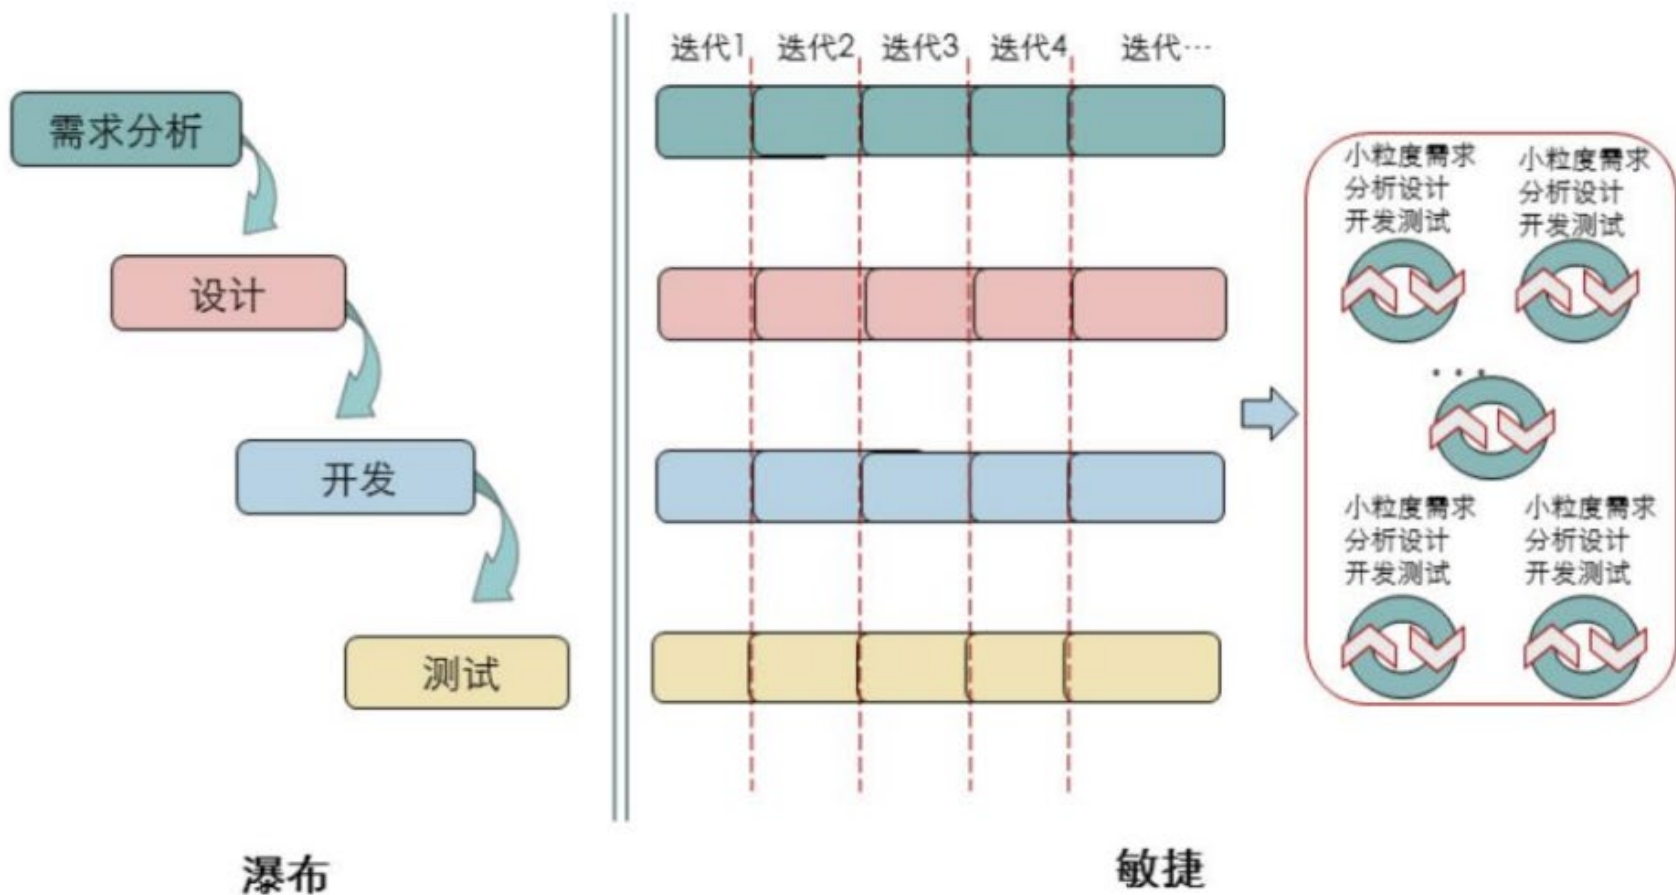 需求分析
设计
开发
测试
瀑布
迭代1 迭代2 迭代3 迭代4 迭代…
小粒度需求
分析设计
开发测试
小粒度需求
分析设计
开发测试
...
小粒度需求
分析设计
开发测试
小粒度需求
分析设计
开发测试
敏捷